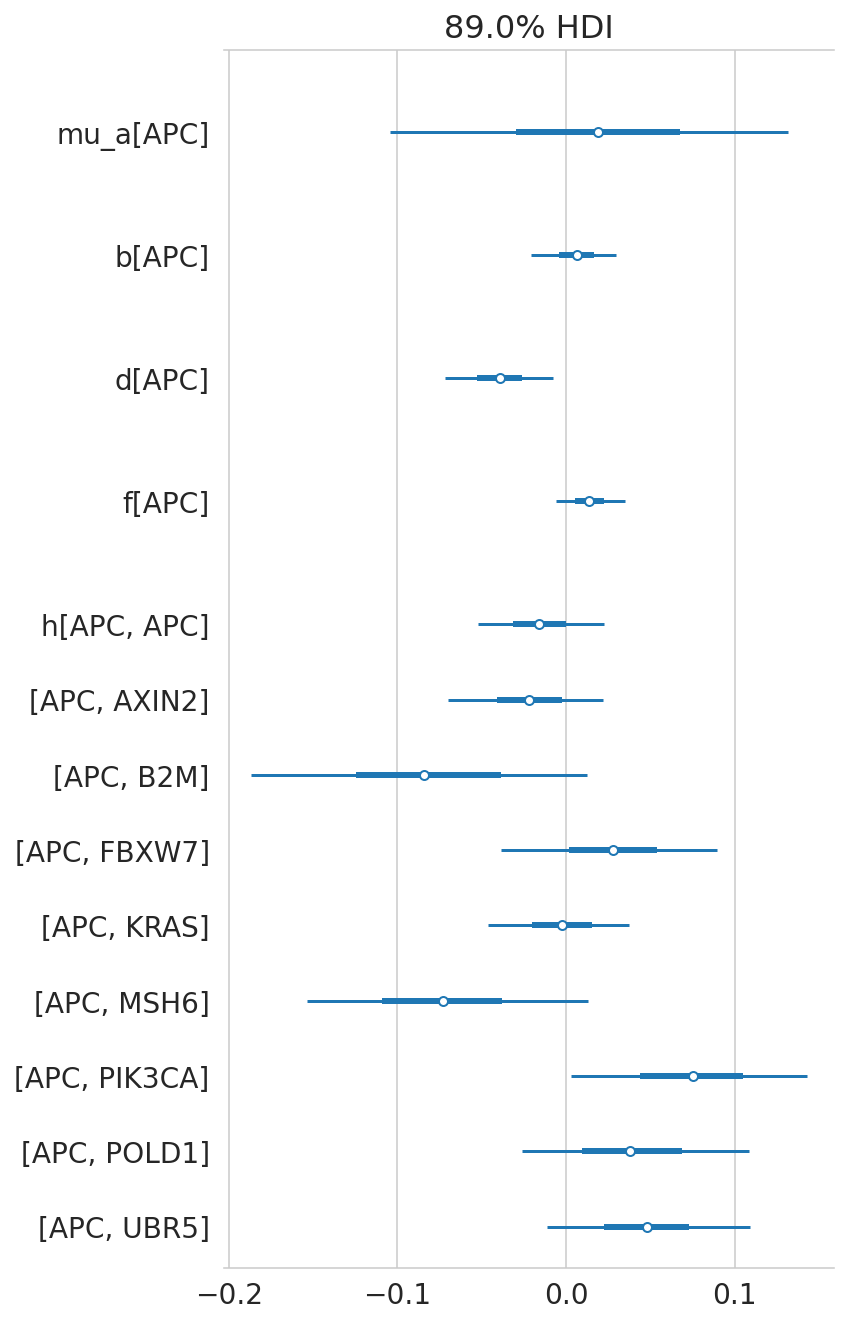 89.0% HDI
mu_a[APC]
b[APC]
d[APC]
f[APC]
h[APC, APC]
[APC, AXIN2]
[APC, B2M]
[APC, FBXW7]
[APC, KRAS]
[APC, MSH6]
[APC, PIK3CA]
[APC, POLD1]
[APC, UBR5]
−0.2 −0.1 0.0 0.1